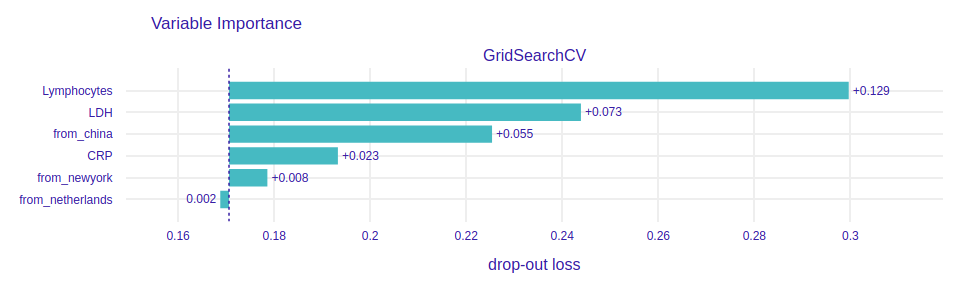 Variable Importance
GridSearchCV
Lymphocytes +0.129
LDH +0.073
from_china +0.055
CRP +0.023
from_newyork +0.008
from_netherlands 0.002
0.16 0.18 0.2 0.22 0.24 0.26 0.28 0.3
drop-out loss